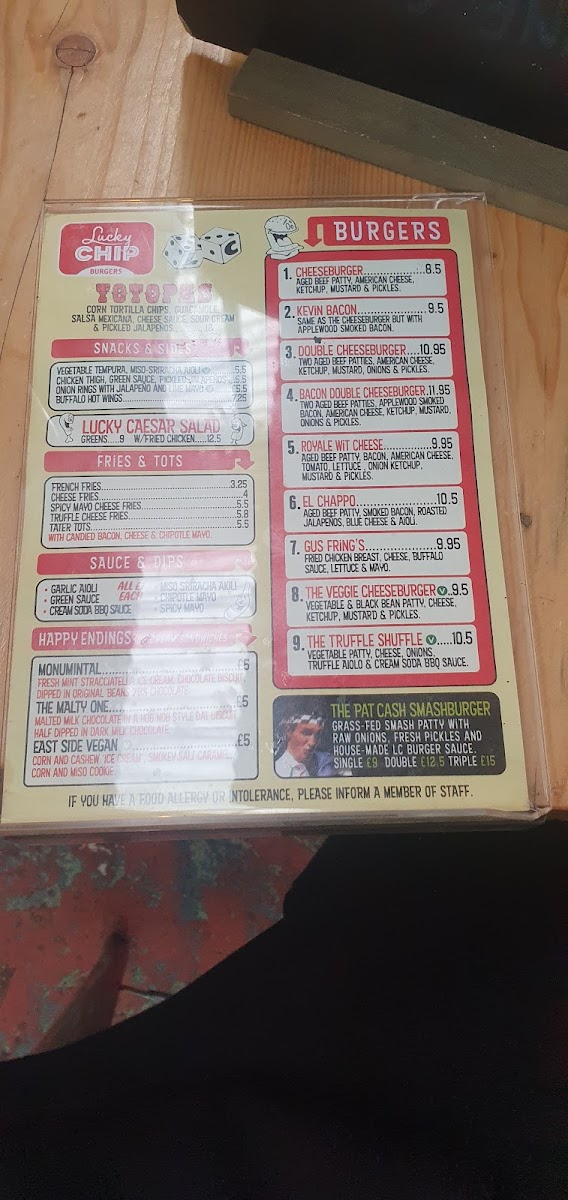 Lucky
CHIP
BURGERS
L C
TOTOPOS
CORN TORTILLA CHIPS, GUACAMOLE,
SALSA MEXICANA, CHEESE SAUCE, SOUR CREAM
& PICKLED JALAPENOS
SNACKS & SIDES
VEGETABLE TEMPURA, MISO-SRIRACHA AIOLI V.....5.5
CHICKEN THIGH, GREEN SAUCE, PICKLED JALAPENOS..5.5
ONION RINGS WITH JALAPENO AND LIME MAYO V.....5.5
BUFFALO HOT WINGS..........7.25
LUCKY CAESAR SALAD
GREENS.....9 W/FRIED CHICKEN.....12.5
FRIES & TOTS
FRENCH FRIES..........3.25
CHEESE FRIES..........4
SPICY MAYO CHEESE FRIES..........5.5
TRUFFLE CHEESE FRIES..........5.8
TATER TOTS..........5.5
WITH CANDIED BACON, CHEESE & CHIPOTLE MAYO.
SAUCE & DIPS
• GARLIC AIOLI
• GREEN SAUCE
• CREAM SODA BBQ SAUCE
ALL £
EACH
• MISO SRIRACHA AIOLI
• CHIPOTLE MAYO
• SPICY MAYO
HAPPY ENDINGS
MONUMINTAL..........£5
FRESH MINT STRACCIATELLA ICE CREAM, CHOCOLATE BISCUIT,
DIPPED IN ORIGINAL BEANS 70% CHOCOLATE.
THE MALTY ONE..........£5
MALTED MILK CHOCOLATE IN A HOB NOB STYLE OAT BISCUIT
HALF DIPPED IN DARK MILK CHOCOLATE.
EAST SIDE VEGAN..........£5
CORN AND CASHEW 'ICE CREAM', SMOKEY SALT CARAMEL,
CORN AND MISO COOKIE.
BURGERS
1. CHEESEBURGER..........8.5
AGED BEEF PATTY, AMERICAN CHEESE,
KETCHUP, MUSTARD & PICKLES.
2. KEVIN BACON..........9.5
SAME AS THE CHEESEBURGER BUT WITH
APPLEWOOD SMOKED BACON.
3. DOUBLE CHEESEBURGER....10.95
TWO AGED BEEF PATTIES, AMERICAN CHEESE,
KETCHUP, MUSTARD, ONIONS & PICKLES.
4. BACON DOUBLE CHEESEBURGER.11.95
TWO AGED BEEF PATTIES, APPLEWOOD SMOKED
BACON, AMERICAN CHEESE, KETCHUP, MUSTARD,
ONIONS & PICKLES.
5. ROYALE WiT CHEESE..........9.95
AGED BEEF PATTY, BACON, AMERICAN CHEESE,
TOMATO, LETTUCE , ONION KETCHUP,
MUSTARD & PICKLES.
6. EL CHAPPO..........10.5
AGED BEEF PATTY, SMOKED BACON, ROASTED
JALAPENOS, BLUE CHEESE & AIOLI.
7. GUS FRiNG'S..........9.95
FRIED CHICKEN BREAST, CHEESE, BUFFALO
SAUCE, LETTUCE & MAYO.
8. THE VEGGIE CHEESEBURGER V..9.5
VEGETABLE & BLACK BEAN PATTY, CHEESE,
KETCHUP, MUSTARD & PICKLES.
9. THE TRUFFLE SHUFFLE V.....10.5
VEGETABLE PATTY, CHEESE, ONIONS,
TRUFFLE AIOLO & CREAM SODA BBQ SAUCE.
THE PAT CASH SMASHBURGER
GRASS-FED SMASH PATTY WITH
RAW ONIONS, FRESH PICKLES AND
HOUSE-MADE LC BURGER SAUCE.
SINGLE £9 DOUBLE £12.5 TRIPLE £15
IF YOU HAVE A FOOD ALLERGY OR INTOLERANCE, PLEASE INFORM A MEMBER OF STAFF.